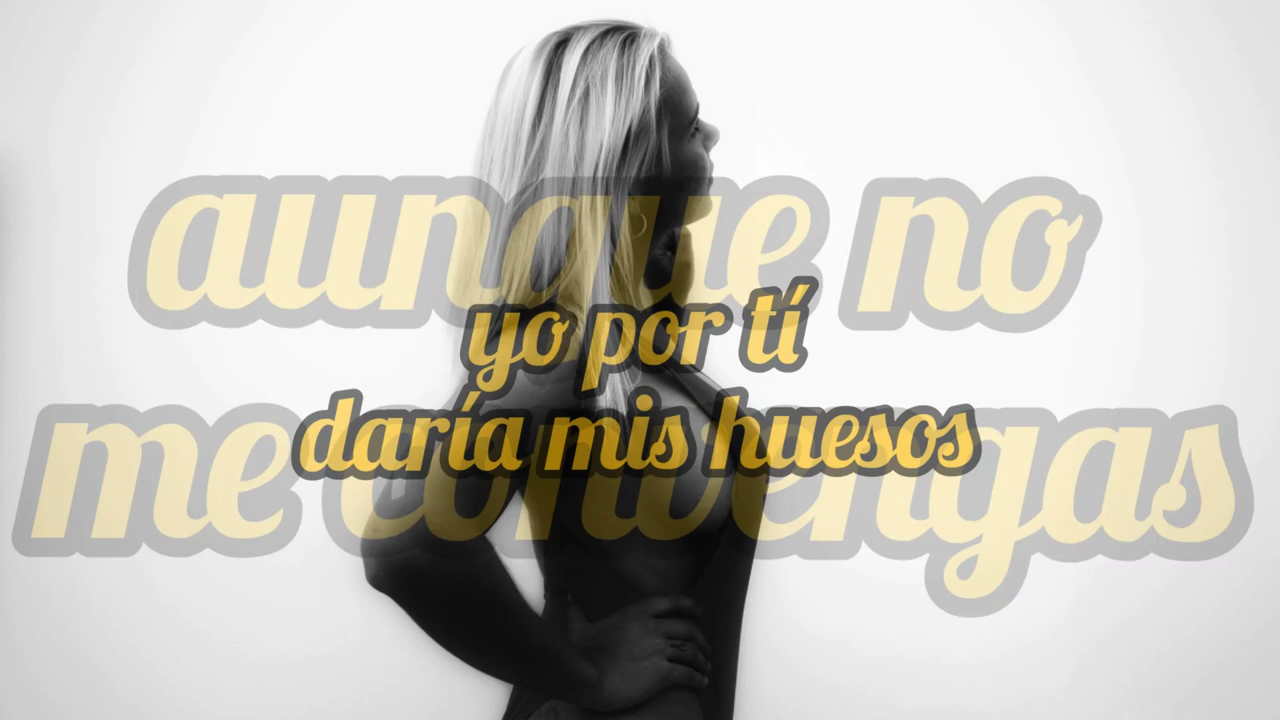 aunque no
me convengas
yo por tí
daría mis huesos